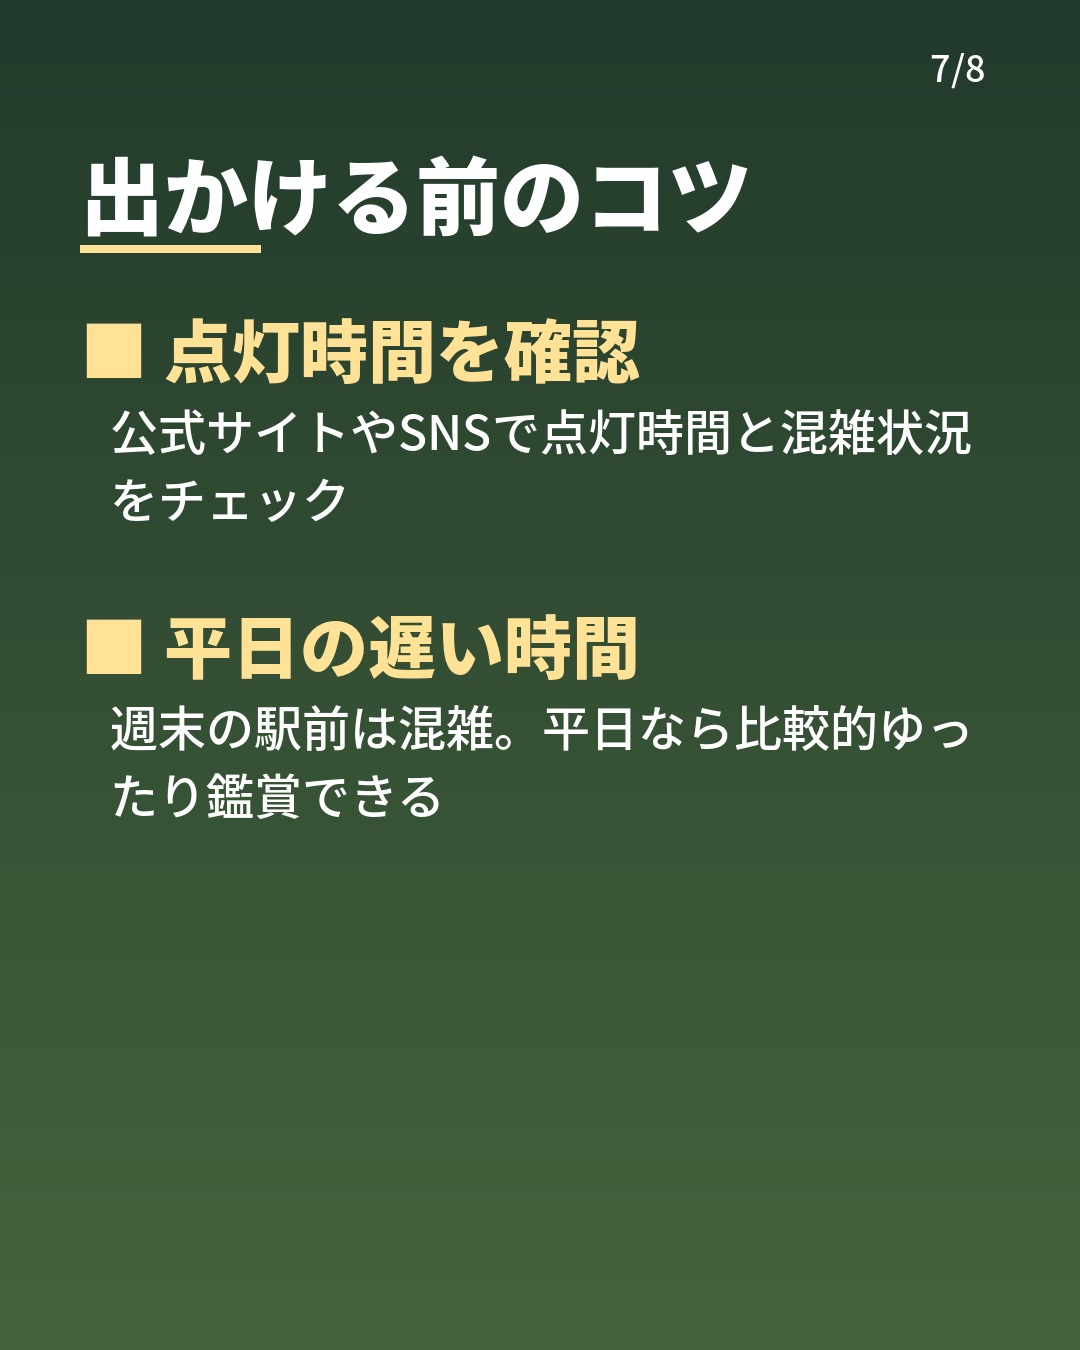 7/8
出かける前のコツ
■ 点灯時間を確認
公式サイトやSNSで点灯時間と混雑状況
をチェック
■ 平日の遅い時間
週末の駅前は混雑。平日なら比較的ゆっ
たり鑑賞できる